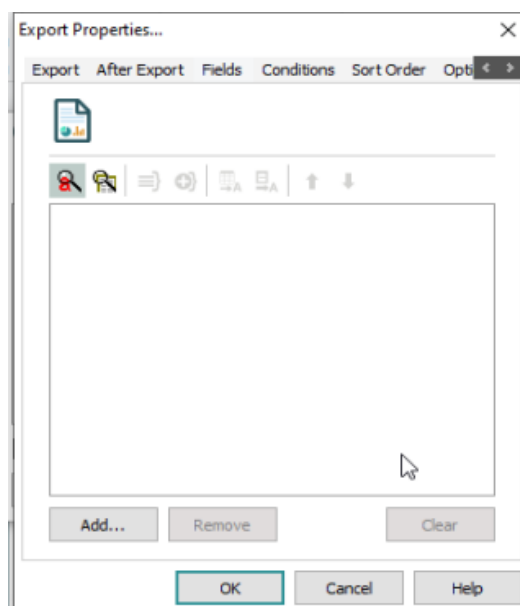 Export Properties...
Export After Export Fields Conditions Sort Order Opti
Add... Remove Clear
OK Cancel Help